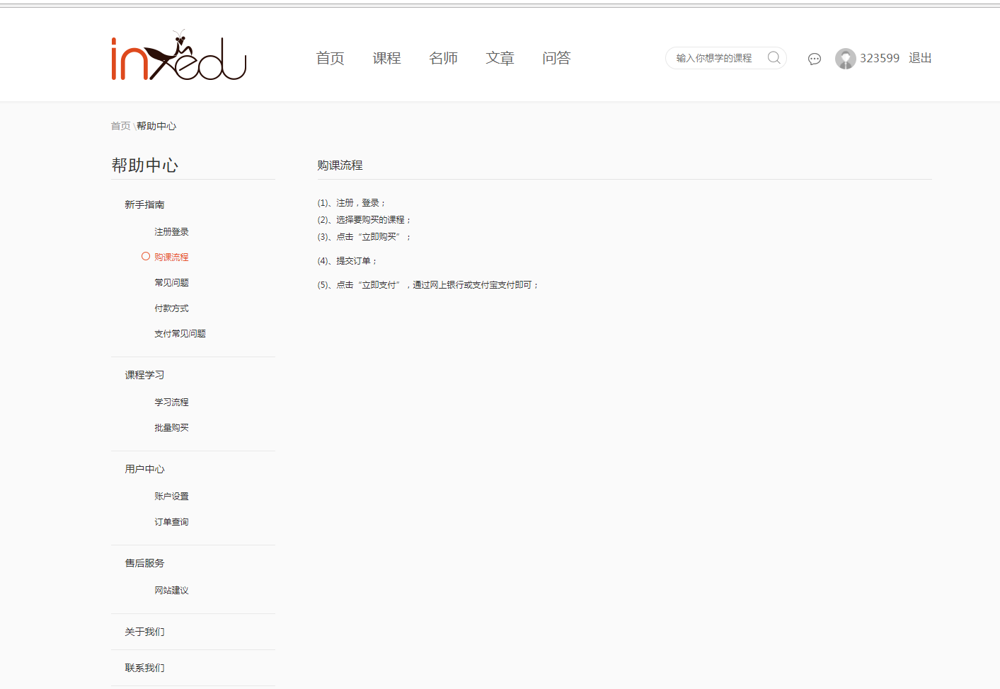 inxedu
首页 课程 名师 文章 问答
输入你想学的课程
323599 退出
首页 \帮助中心
帮助中心
新手指南
注册登录
购课流程
常见问题
付款方式
支付常见问题
课程学习
学习流程
批量购买
用户中心
账户设置
订单查询
售后服务
网站建议
关于我们
联系我们
购课流程
(1)、注册，登录；
(2)、选择要购买的课程；
(3)、点击“立即购买”；
(4)、提交订单；
(5)、点击“立即支付”，通过网上银行或支付宝支付即可；